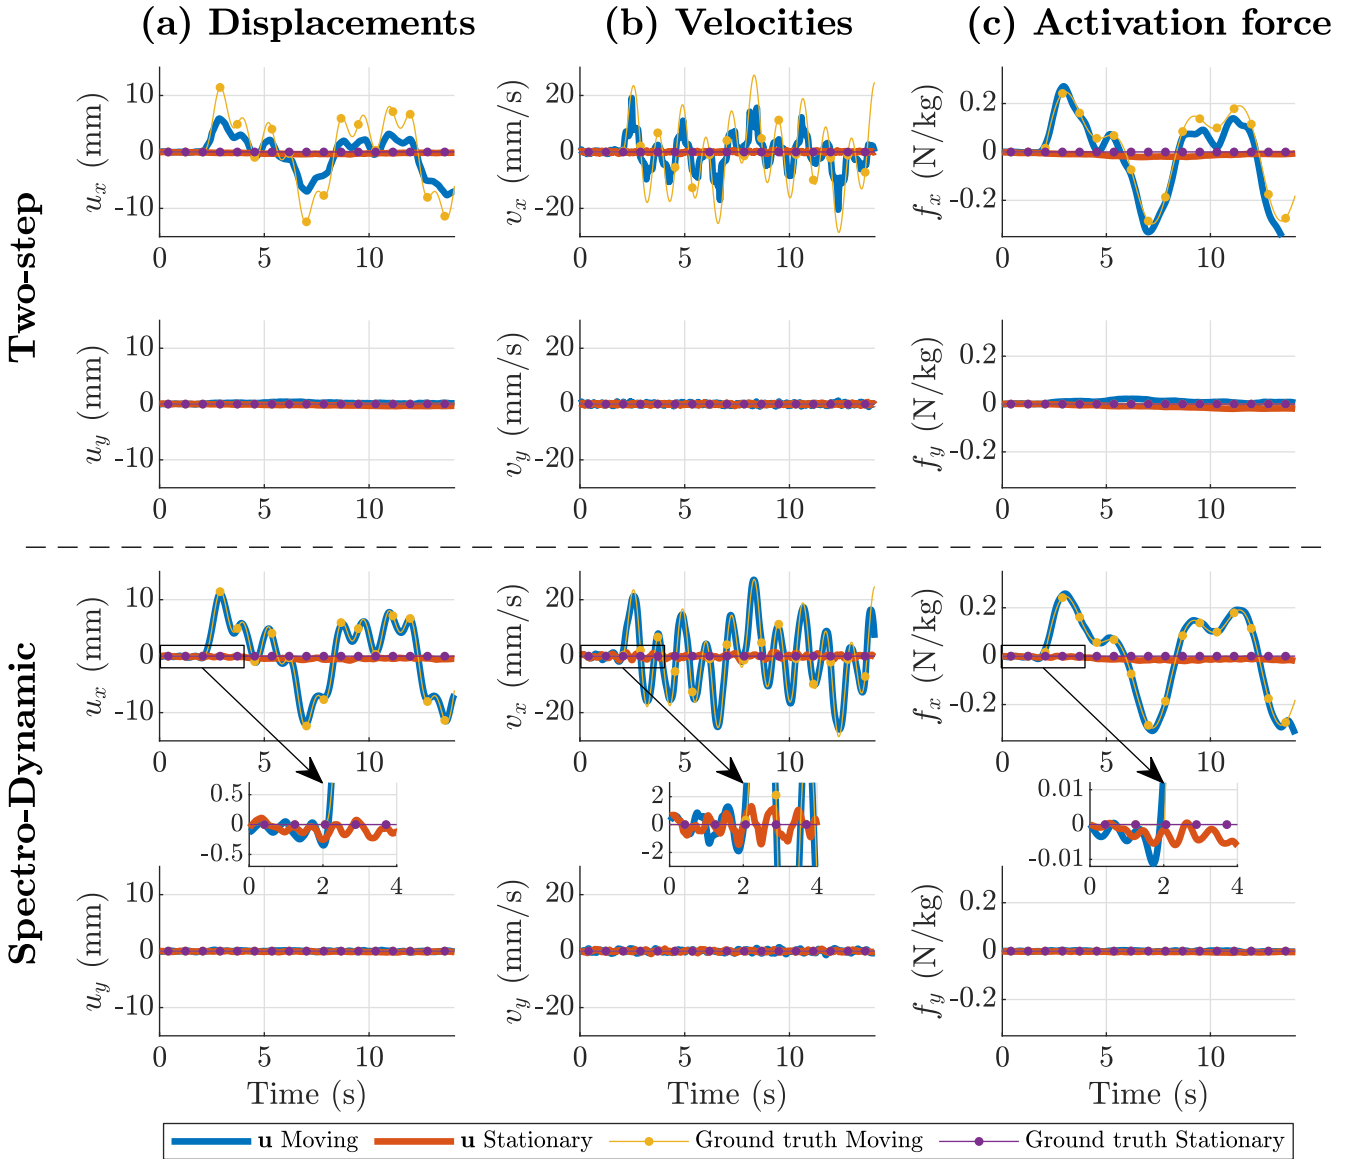 (a) Displacements (b) Velocities (c) Activation force
Two-step
u_x (mm) 10 0 -10 0 5 10
v_x (mm/s) 20 0 -20 0 5 10
f_x (N/kg) 0.2 0 -0.2 0 5 10
u_y (mm) 10 0 -10 0 5 10
v_y (mm/s) 20 0 -20 0 5 10
f_y (N/kg) 0.2 0 -0.2 0 5 10
Spectro-Dynamic
u_x (mm) 10 0 -10 0 5 10
v_x (mm/s) 20 0 -20 0 5 10
f_x (N/kg) 0.2 0 -0.2 0 5 10
0.5 0 -0.5 0 2 4
2 0 -2 0 2 4
0.01 0 -0.01 0 2 4
u_y (mm) 10 0 -10 0 5 10
v_y (mm/s) 20 0 -20 0 5 10
f_y (N/kg) 0.2 0 -0.2 0 5 10
Time (s) Time (s) Time (s)
u Moving u Stationary Ground truth Moving Ground truth Stationary